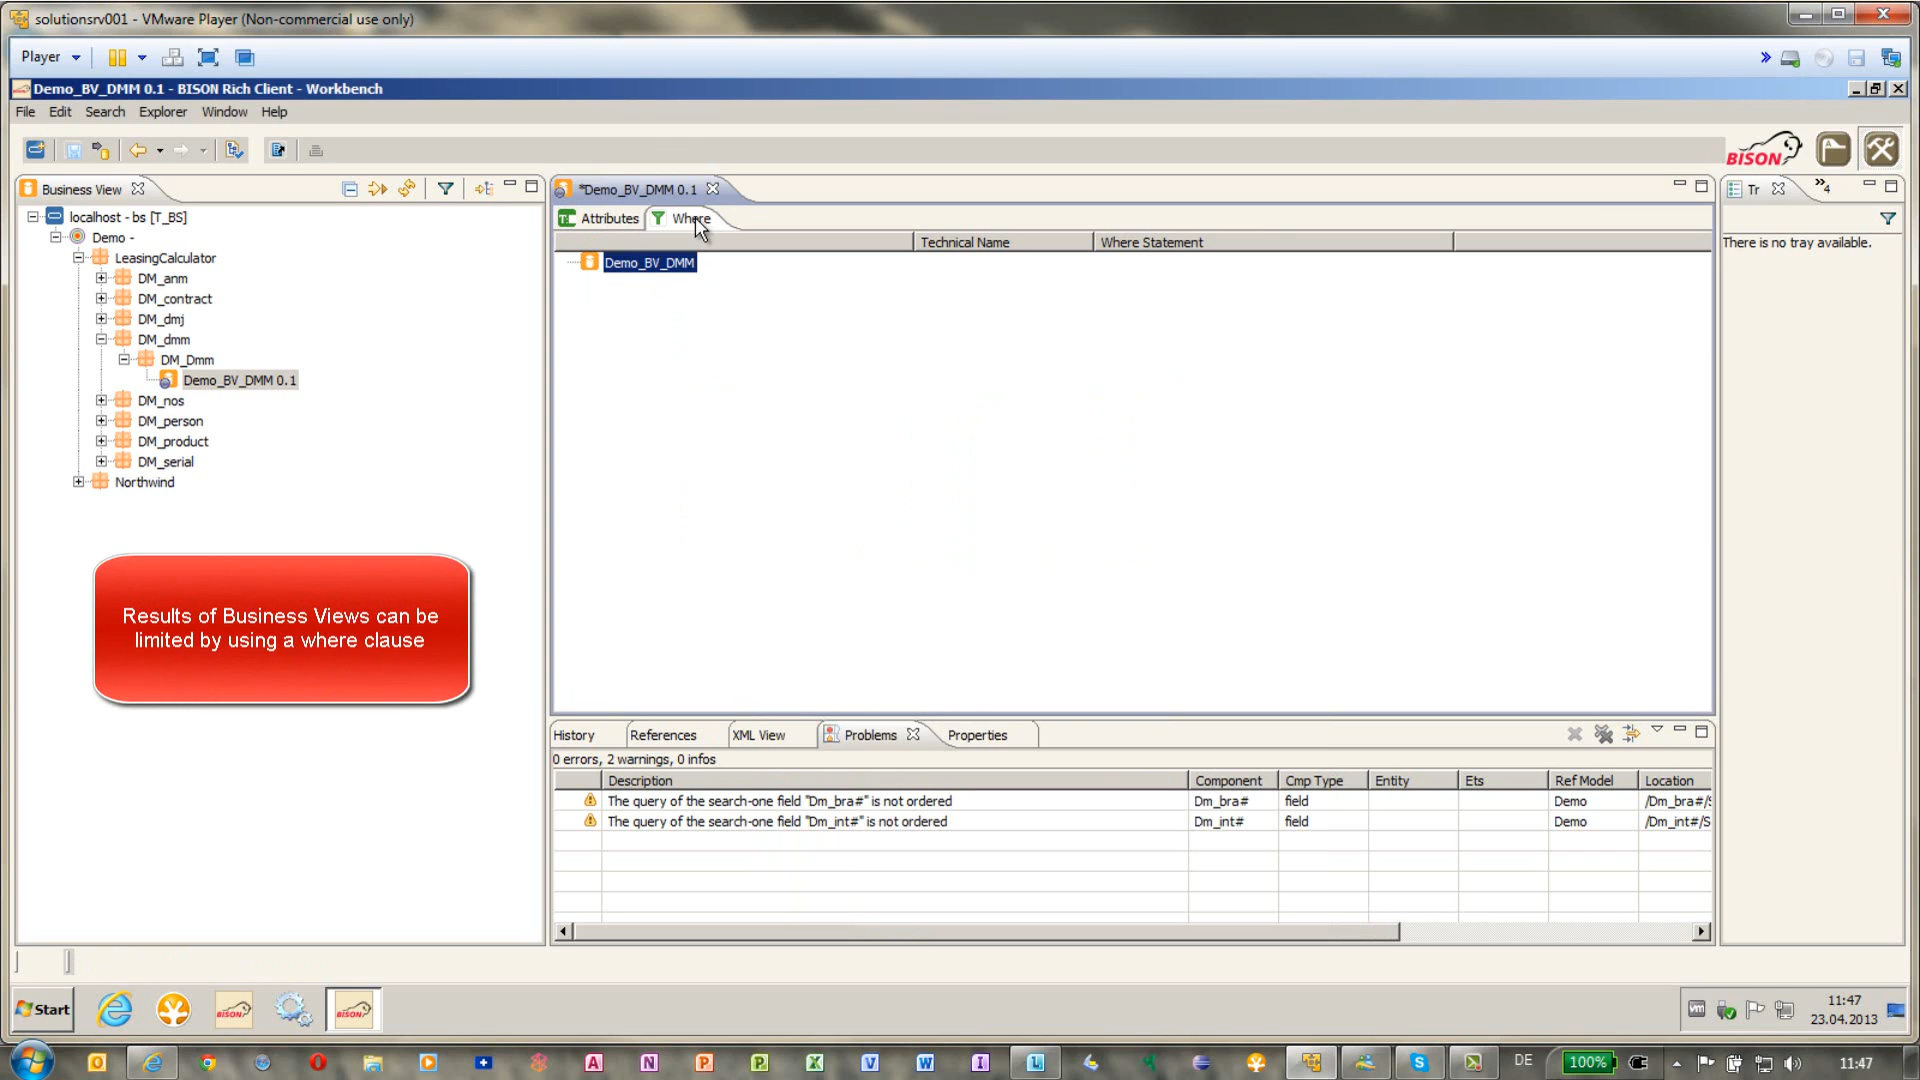 solutionsrv001 - VMware Player (Non-commercial use only)
Player
Demo_BV_DMM 0.1 - BISON Rich Client - Workbench
File Edit Search Explorer Window Help
BISON
Business View
*Demo_BV_DMM 0.1
Tr
4
localhost - bs [T_BS]
Demo -
LeasingCalculator
DM_anm
DM_contract
DM_dmj
DM_dmm
DM_Dmm
Demo_BV_DMM 0.1
DM_nos
DM_person
DM_product
DM_serial
Northwind
Attributes Where
Technical Name Where Statement
Demo_BV_DMM
There is no tray available.
Results of Business Views can be
limited by using a where clause
History References XML View Problems Properties
0 errors, 2 warnings, 0 infos
Description Component Cmp Type Entity Ets Ref Model Location
The query of the search-one field "Dm_bra#" is not ordered Dm_bra# field Demo /Dm_bra#/S
The query of the search-one field "Dm_int#" is not ordered Dm_int# field Demo /Dm_int#/S
Start
BISON
BISON
11:47
23.04.2013
DE
100%
11:47